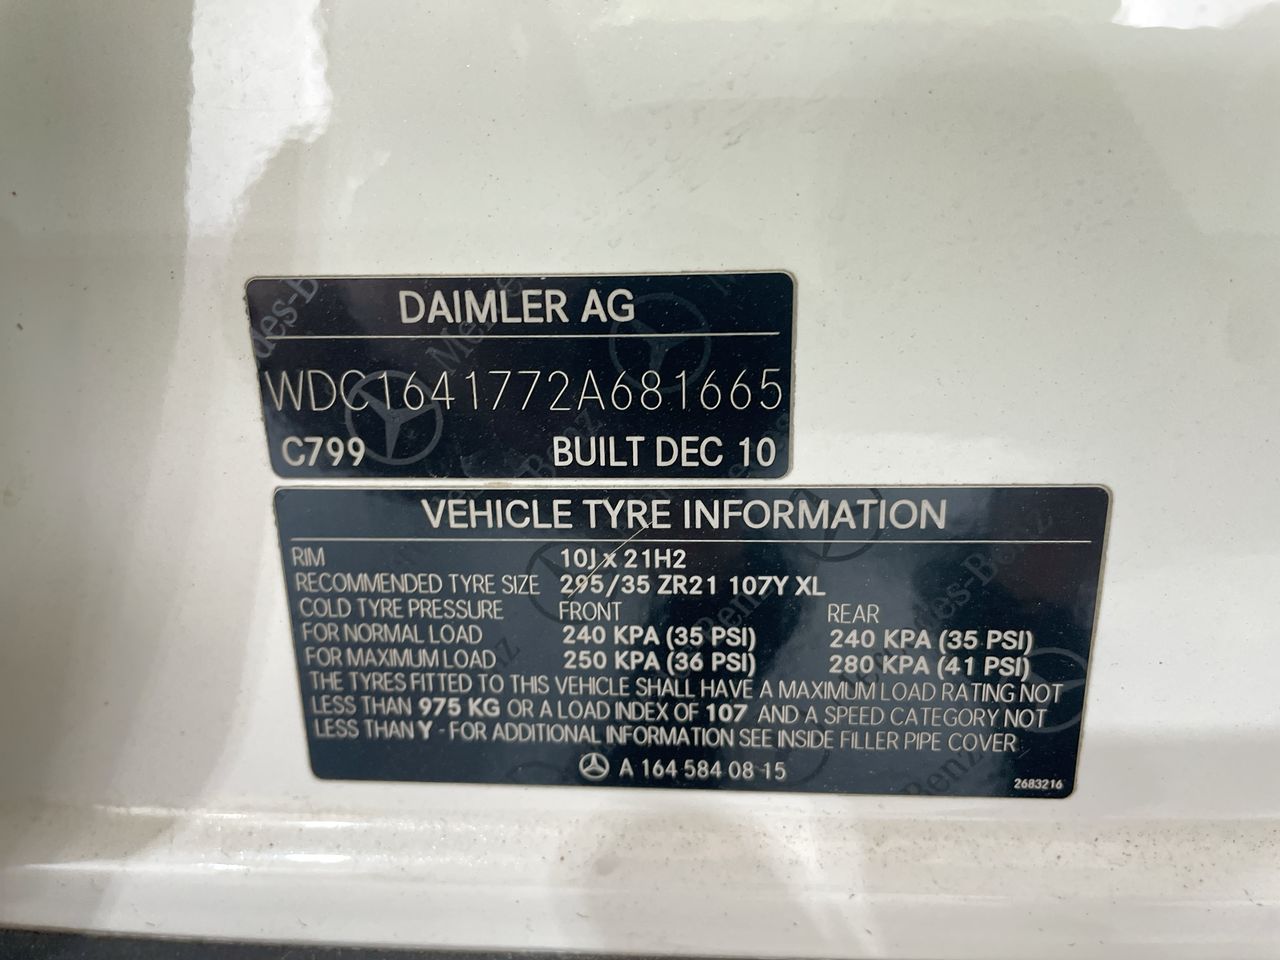 DAIMLER AG
WDC1641772A681665
C799 BUILT DEC 10
VEHICLE TYRE INFORMATION
RIM 10J x 21H2
RECOMMENDED TYRE SIZE 295/35 ZR21 107Y XL
COLD TYRE PRESSURE FRONT REAR
FOR NORMAL LOAD 240 KPA (35 PSI) 240 KPA (35 PSI)
FOR MAXIMUM LOAD 250 KPA (36 PSI) 280 KPA (41 PSI)
THE TYRES FITTED TO THIS VEHICLE SHALL HAVE A MAXIMUM LOAD RATING NOT
LESS THAN 975 KG OR A LOAD INDEX OF 107 AND A SPEED CATEGORY NOT
LESS THAN Y - FOR ADDITIONAL INFORMATION SEE INSIDE FILLER PIPE COVER
A 164 584 08 15
2683216